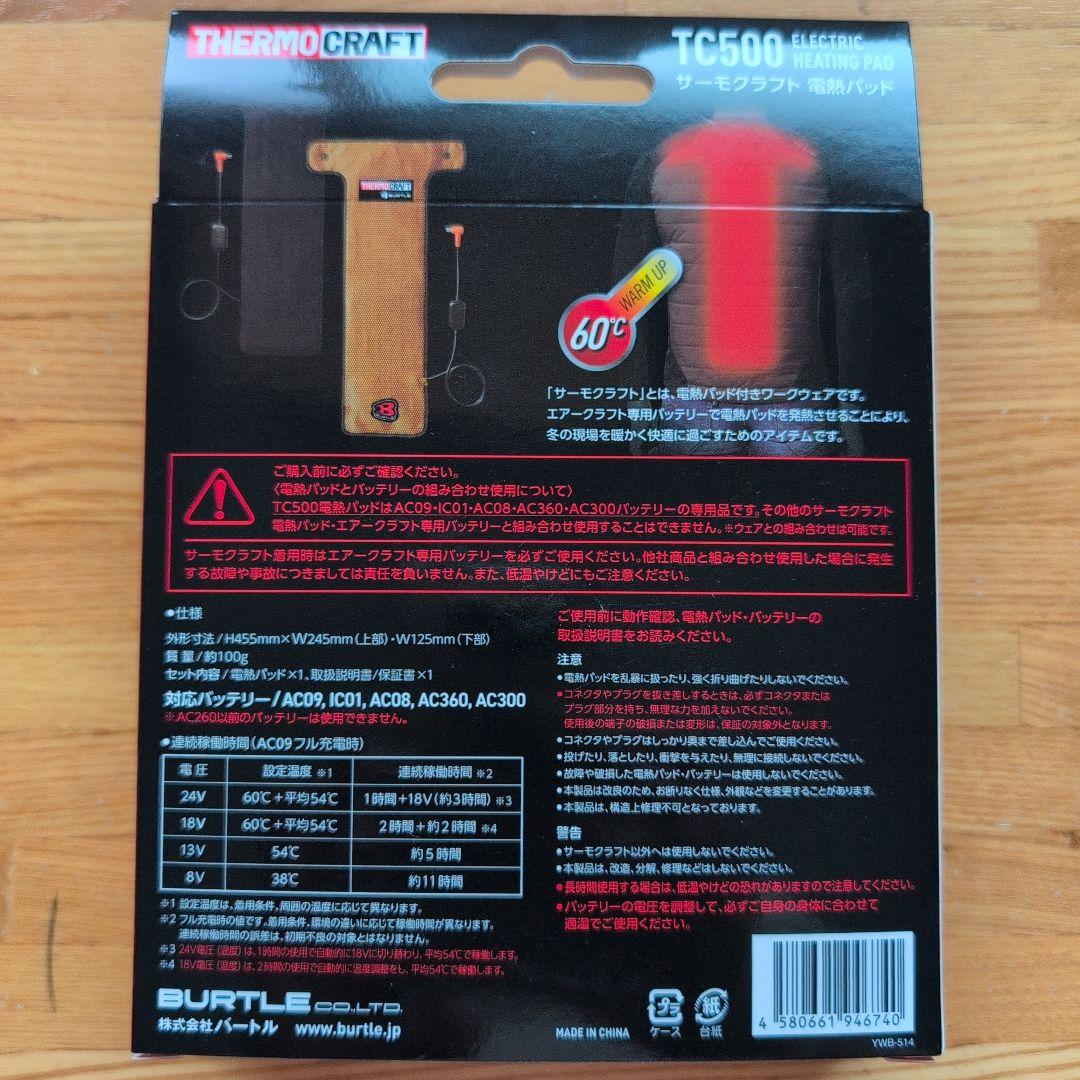 THERMOCRAFT
TC500 ELECTRIC HEATING PAD
サーモクラフト 電熱パッド
THERMOCRAFT
BURTLE
BURTLE
WARM UP
60℃
「サーモクラフト」とは、電熱パッド付きワークウェアです。
エアークラフト専用バッテリーで電熱パッドを発熱させることにより、
冬の現場を暖かく快適に過ごすためのアイテムです。
ご購入前に必ずご確認ください。
〈電熱パッドとバッテリーの組み合わせ使用について〉
TC500電熱パッドはAC09・IC01・AC08・AC360・AC300バッテリーの専用品です。その他のサーモクラフト
電熱パッド・エアークラフト専用バッテリーと組み合わせ使用することはできません。※ウェアとの組み合わせは可能です。
サーモクラフト着用時はエアークラフト専用バッテリーを必ずご使用ください。他社商品と組み合わせ使用した場合に発生
する故障や事故につきましては責任を負いません。また、低温やけどにもご注意ください。
●仕様
外形寸法/H455mm×W245mm(上部)・W125mm(下部)
質量/約100g
セット内容/電熱パッド×1、取扱説明書/保証書×1
対応バッテリー/AC09, IC01, AC08, AC360, AC300
※AC260以前のバッテリーは使用できません。
●連続稼働時間(AC09フル充電時)
電圧 設定温度 ※1 連続稼働時間 ※2
24V 60℃+平均54℃ 1時間+18V(約3時間) ※3
18V 60℃+平均54℃ 2時間+約2時間 ※4
13V 54℃ 約5時間
8V 38℃ 約11時間
※1 設定温度は、着用条件、周囲の温度に応じて異なります。
※2 フル充電時の値です。着用条件、環境の違いに応じて稼働時間が異なります。
連続稼働時間の誤差は、初期不良の対象とはなりません。
※3 24V電圧(温度)は、1時間の使用で自動的に18Vに切り替わり、平均54℃で稼働します。
※4 18V電圧(温度)は、2時間の使用で自動的に温度調整をし、平均54℃で稼働します。
BURTLE CO.,LTD.
株式会社バートル www.burtle.jp
ご使用前に動作確認、電熱パッド・バッテリーの
取扱説明書をお読みください。
注意
●電熱パッドを乱暴に扱ったり、強く折り曲げたりしないでください。
●コネクタやプラグを抜き差しするときは、必ずコネクタまたは
プラグ部分を持ち、無理な力を加えないでください。
使用後の端子の破損または変形は、保証の対象外となります。
●コネクタやプラグはしっかり奥まで差し込んでご使用ください。
●投げたり、落としたり、衝撃を与えたり、無理に接続しないでください。
●故障や破損した電熱パッド・バッテリーは使用しないでください。
●本製品は改良のため、お断りなく仕様、外観などを変更することがあります。
●本製品は、構造上修理不可となっております。
警告
●サーモクラフト以外へは使用しないでください。
●本製品は、改造、分解、修理などはしないでください。
●長時間使用する場合は、低温やけどの恐れがありますので注意してください。
●バッテリーの電圧を調整して、必ずご自身の身体に合わせて
適温でご使用ください。
MADE IN CHINA
プラ
ケース
紙
台紙
4 580661 946740
YWB-514